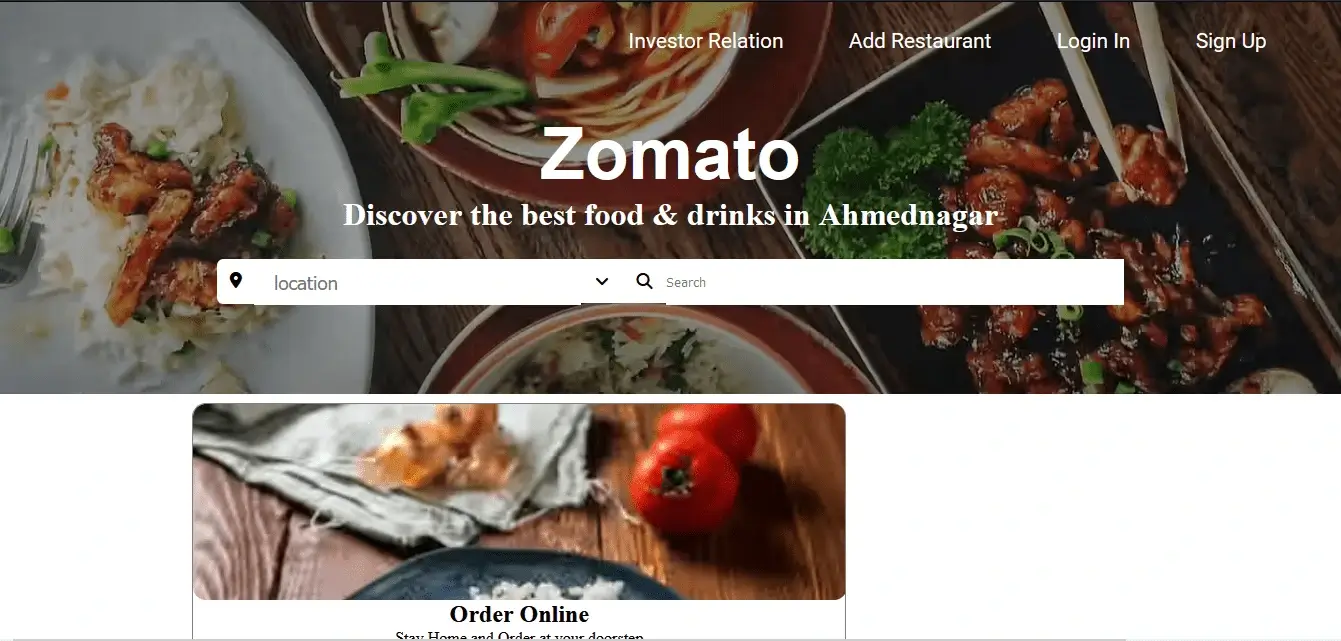 Investor Relation Add Restaurant Login In Sign Up
Zomato
Discover the best food & drinks in Ahmednagar
location Search
Order Online
Stay Home and Order at your doorstep